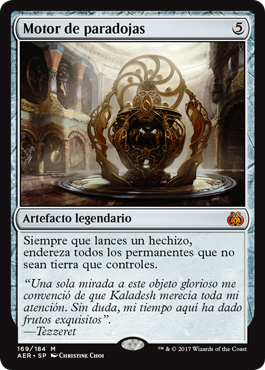 Motor de paradojas 5
Artefacto legendario
Siempre que lances un hechizo,
endereza todos los permanentes que
no sean tierra que controles.
“Una sola mirada a este objeto glorioso me
convenció de que Kaladesh merecía toda mi
atención. Sin duda, mi tiempo aquí ha dado
frutos exquisitos”.
—Tezzeret
169/184 M
AER • SP Christine Choi
™ & © 2017 Wizards of the Coast